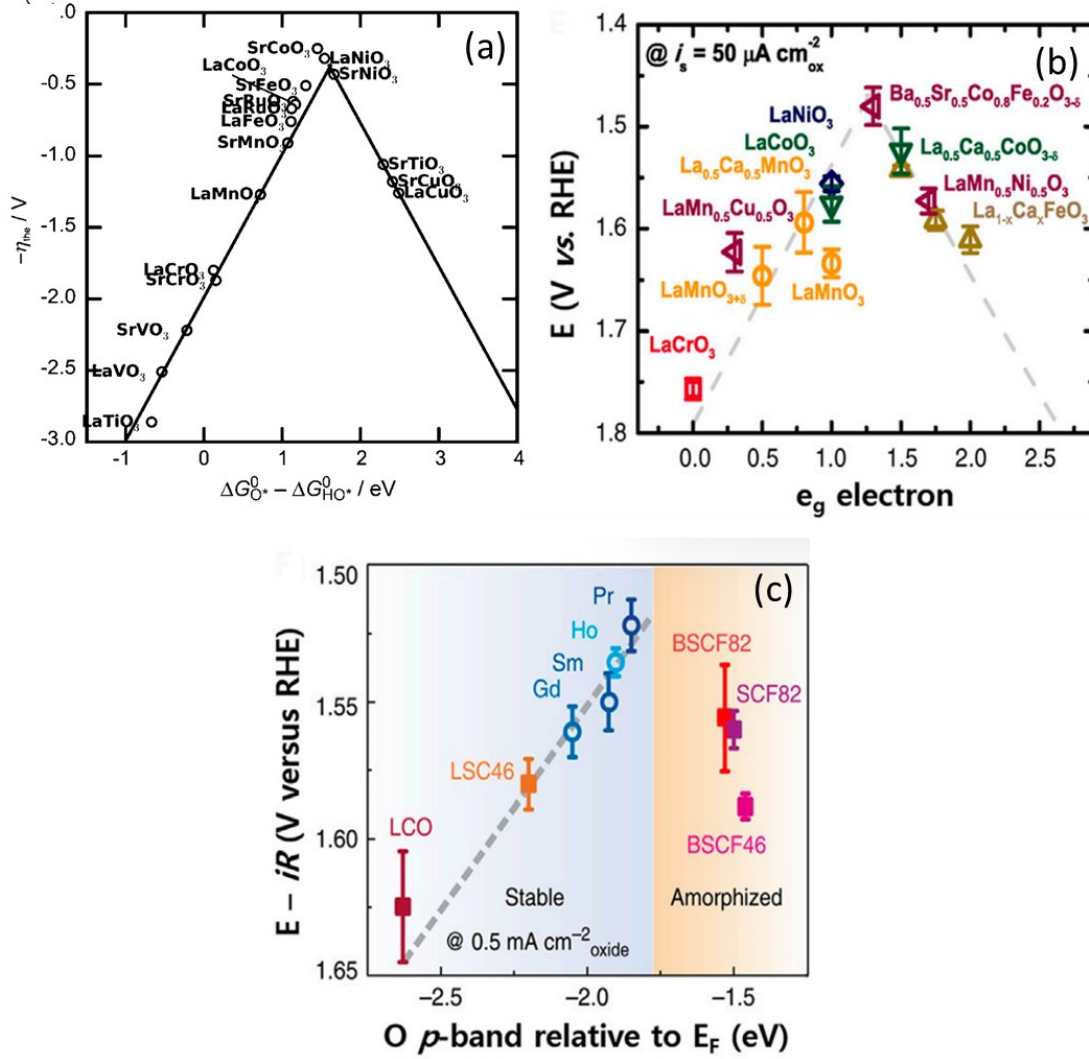 (a)
.0
-0.5
-1.0
-1.5
-2.0
-2.5
-3.0
-η the / V
SrCoO₃
LaNiO₃
LaCoO₃
SrNiO₃
SrFeO₃
SrRuO₃
LaRuO₃
LaFeO₃
SrMnO₃
SrTiO₃
SrCuO₃
LaCuO₃
LaMnO
LaCrO₃
SrCrO₃
SrVO₃
LaVO₃
LaTiO₃
-1 0 1 2 3 4
ΔG⁰O* − ΔG⁰HO* / eV
(b)
@ iₛ = 50 μA cm⁻²ox
E (V vs. RHE)
1.5
1.6
1.7
1.8
Ba₀.₅Sr₀.₅Co₀.₈Fe₀.₂O₃₋δ
LaNiO₃
LaCoO₃
La₀.₅Ca₀.₅CoO₃₋δ
La₀.₅Ca₀.₅MnO₃
LaMn₀.₅Ni₀.₅O₃
LaMn₀.₅Cu₀.₅O₃
La₁₋ₓCaₓFeO₃
LaMnO₃₊δ
LaMnO₃
LaCrO₃
0.0 0.5 1.0 1.5 2.0 2.5
e_g electron
(c)
E – iR (V versus RHE)
1.50
1.55
1.60
1.65
Pr
Ho
BSCF82
Sm
SCF82
Gd
LSC46
LCO
BSCF46
Stable
Amorphized
@ 0.5 mA cm⁻²oxide
−2.5 −2.0 −1.5
O p-band relative to E_F (eV)